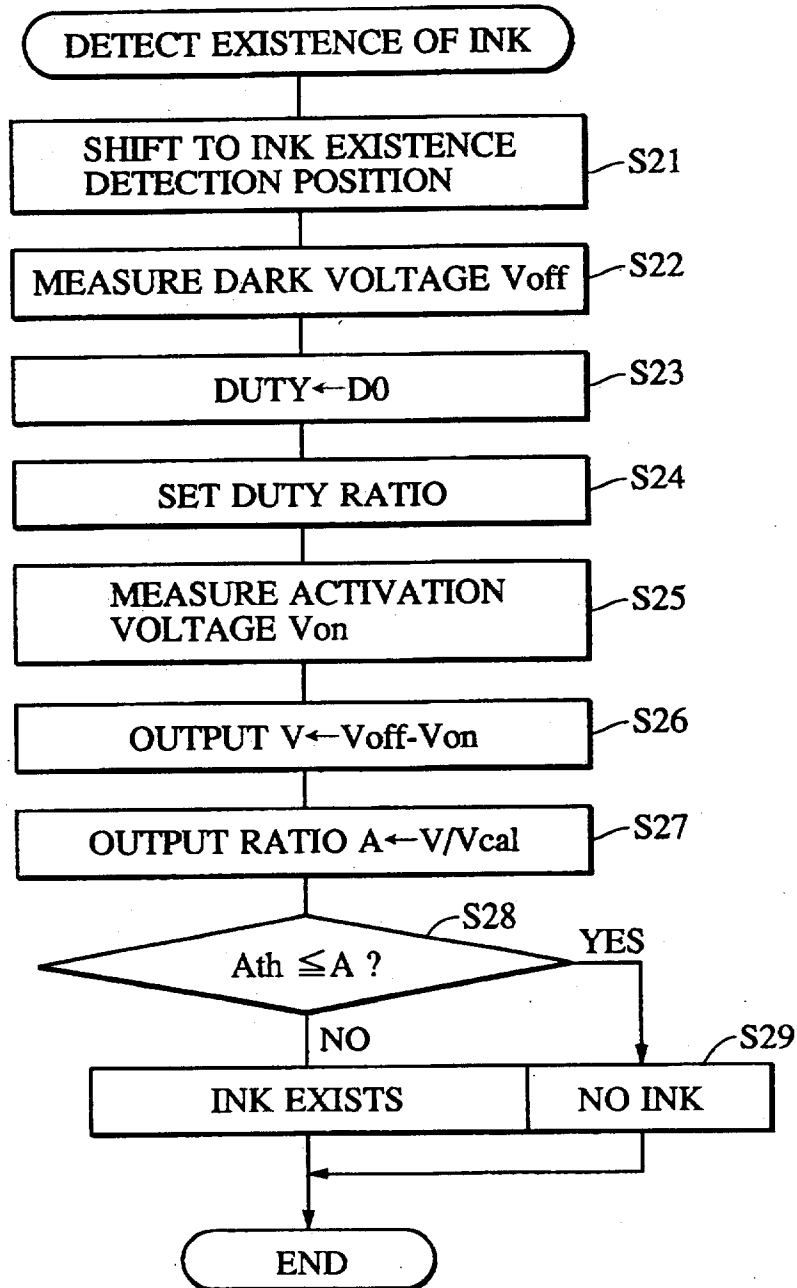 DETECT EXISTENCE OF INK
SHIFT TO INK EXISTENCE
DETECTION POSITION
S21
MEASURE DARK VOLTAGE Voff
S22
DUTY←D0
S23
SET DUTY RATIO
S24
MEASURE ACTIVATION
VOLTAGE Von
S25
OUTPUT V←Voff-Von
S26
OUTPUT RATIO A←V/Vcal
S27
S28
Ath ≦A ?
YES
NO
S29
INK EXISTS
NO INK
END